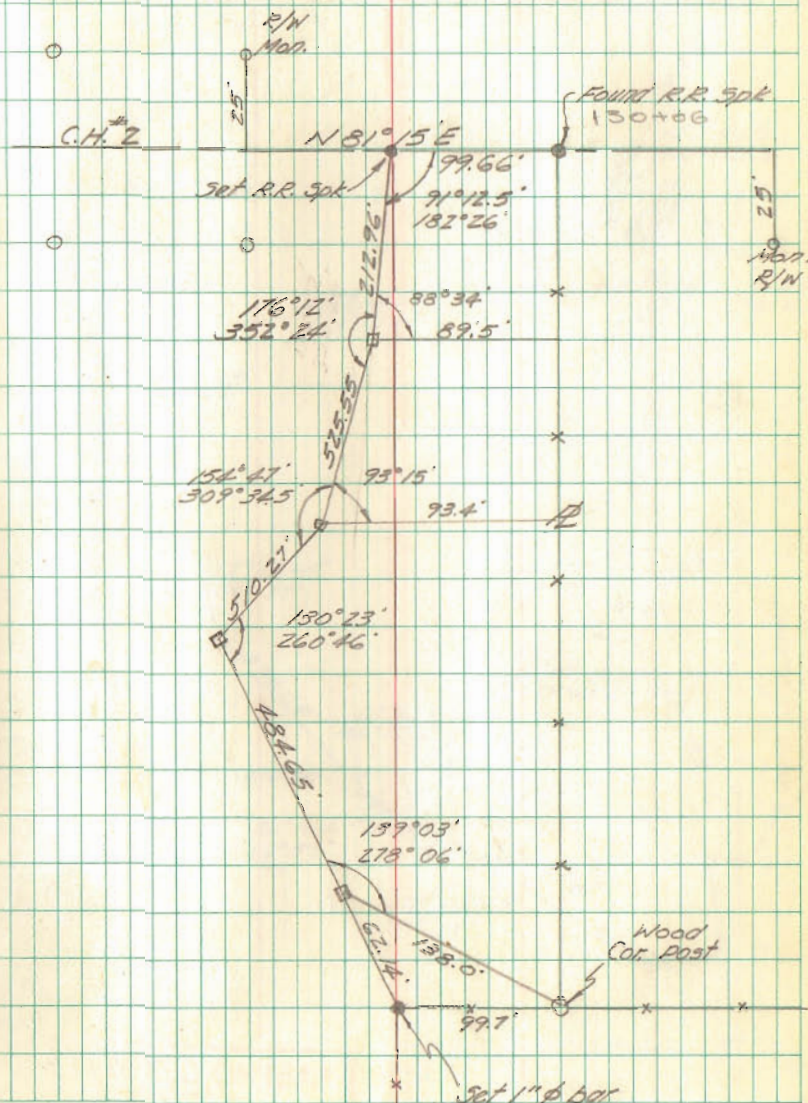 R/W
Mon.
25'
Found R.R. Spk
130+06
C.H. #2
N 81°15' E
99.66'
Set R.R. Spk
91°12.5'
182°26'
25'
Mon.
R/W
212.96'
176°12'
352°24'
88°34'
89.5'
525.55'
154°47'
309°34.5'
93°15'
93.4'
PL
510.27'
130°23'
260°46'
484.65'
139°03'
278°06'
62.14'
138.0'
Wood
Cor. Post
99.7'
Set 1" ϕ bar